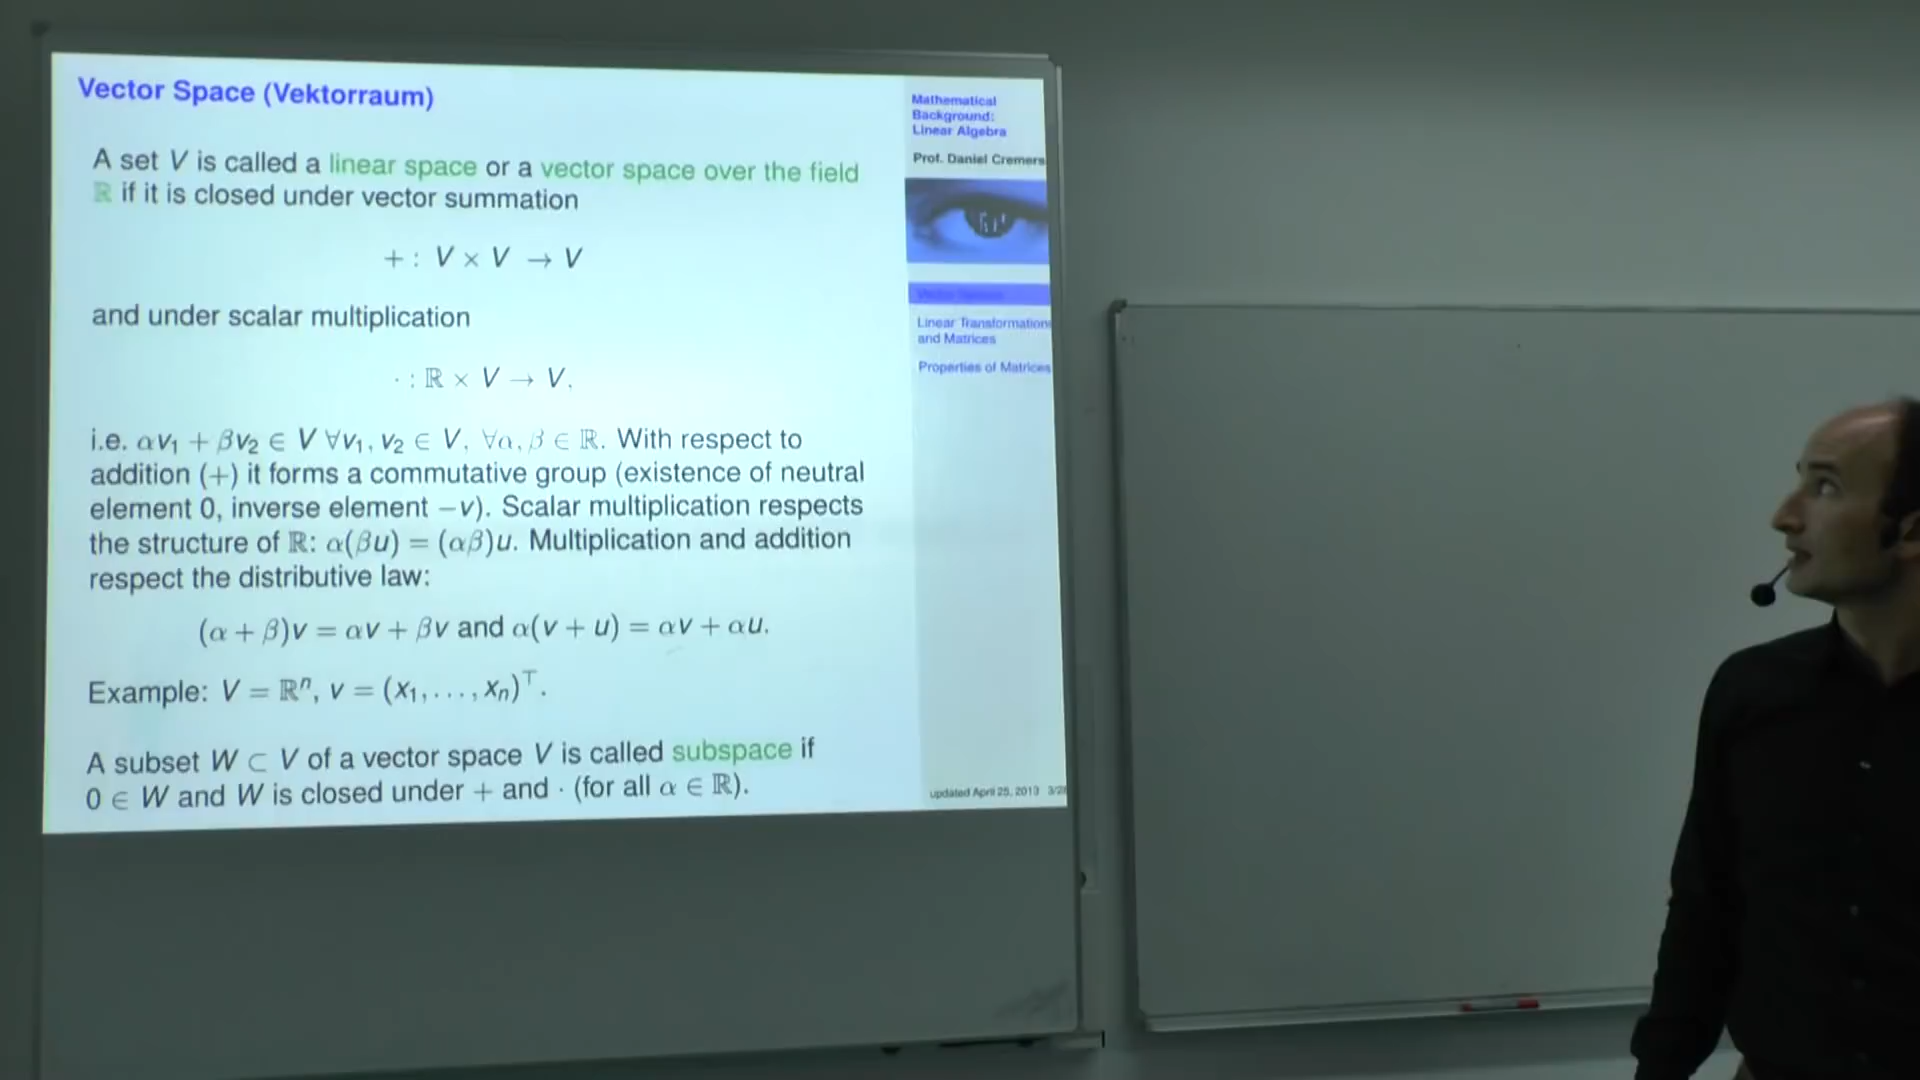 Vector Space (Vektorraum)
A set V is called a linear space or a vector space over the field
ℝ if it is closed under vector summation
+ : V × V → V
and under scalar multiplication
· : ℝ × V → V.
i.e. αv₁ + βv₂ ∈ V ∀v₁, v₂ ∈ V, ∀α, β ∈ ℝ. With respect to
addition (+) it forms a commutative group (existence of neutral
element 0, inverse element −v). Scalar multiplication respects
the structure of ℝ: α(βu) = (αβ)u. Multiplication and addition
respect the distributive law:
(α + β)v = αv + βv and α(v + u) = αv + αu.
Example: V = ℝⁿ, v = (x₁, . . . , xₙ)ᵀ.
A subset W ⊂ V of a vector space V is called subspace if
0 ∈ W and W is closed under + and · (for all α ∈ ℝ).
Mathematical
Background:
Linear Algebra
Prof. Daniel Cremers
Vector Spaces
Linear Transformations
and Matrices
Properties of Matrices
updated April 25, 2013 3/28